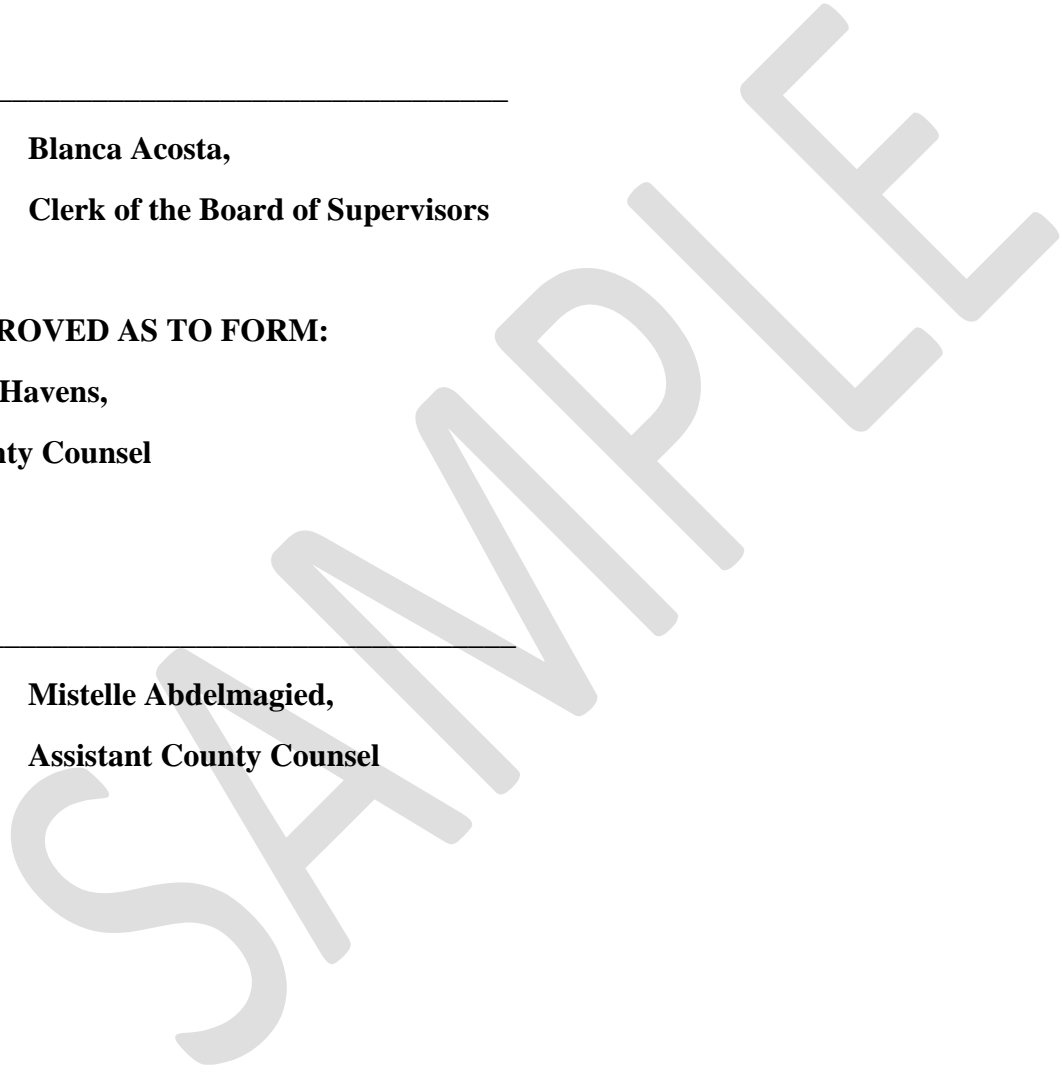 Blanca Acosta,
Clerk of the Board of Supervisors
ROVED AS TO FORM:
Havens,
nty Counsel
Mistelle Abdelmagied,
Assistant County Counsel
SAMPLE